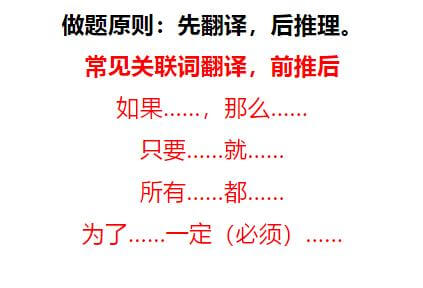 做题原则：先翻译，后推理。
常见关联词翻译，前推后
如果……，那么……
只要……就……
所有……都……
为了……一定（必须）……